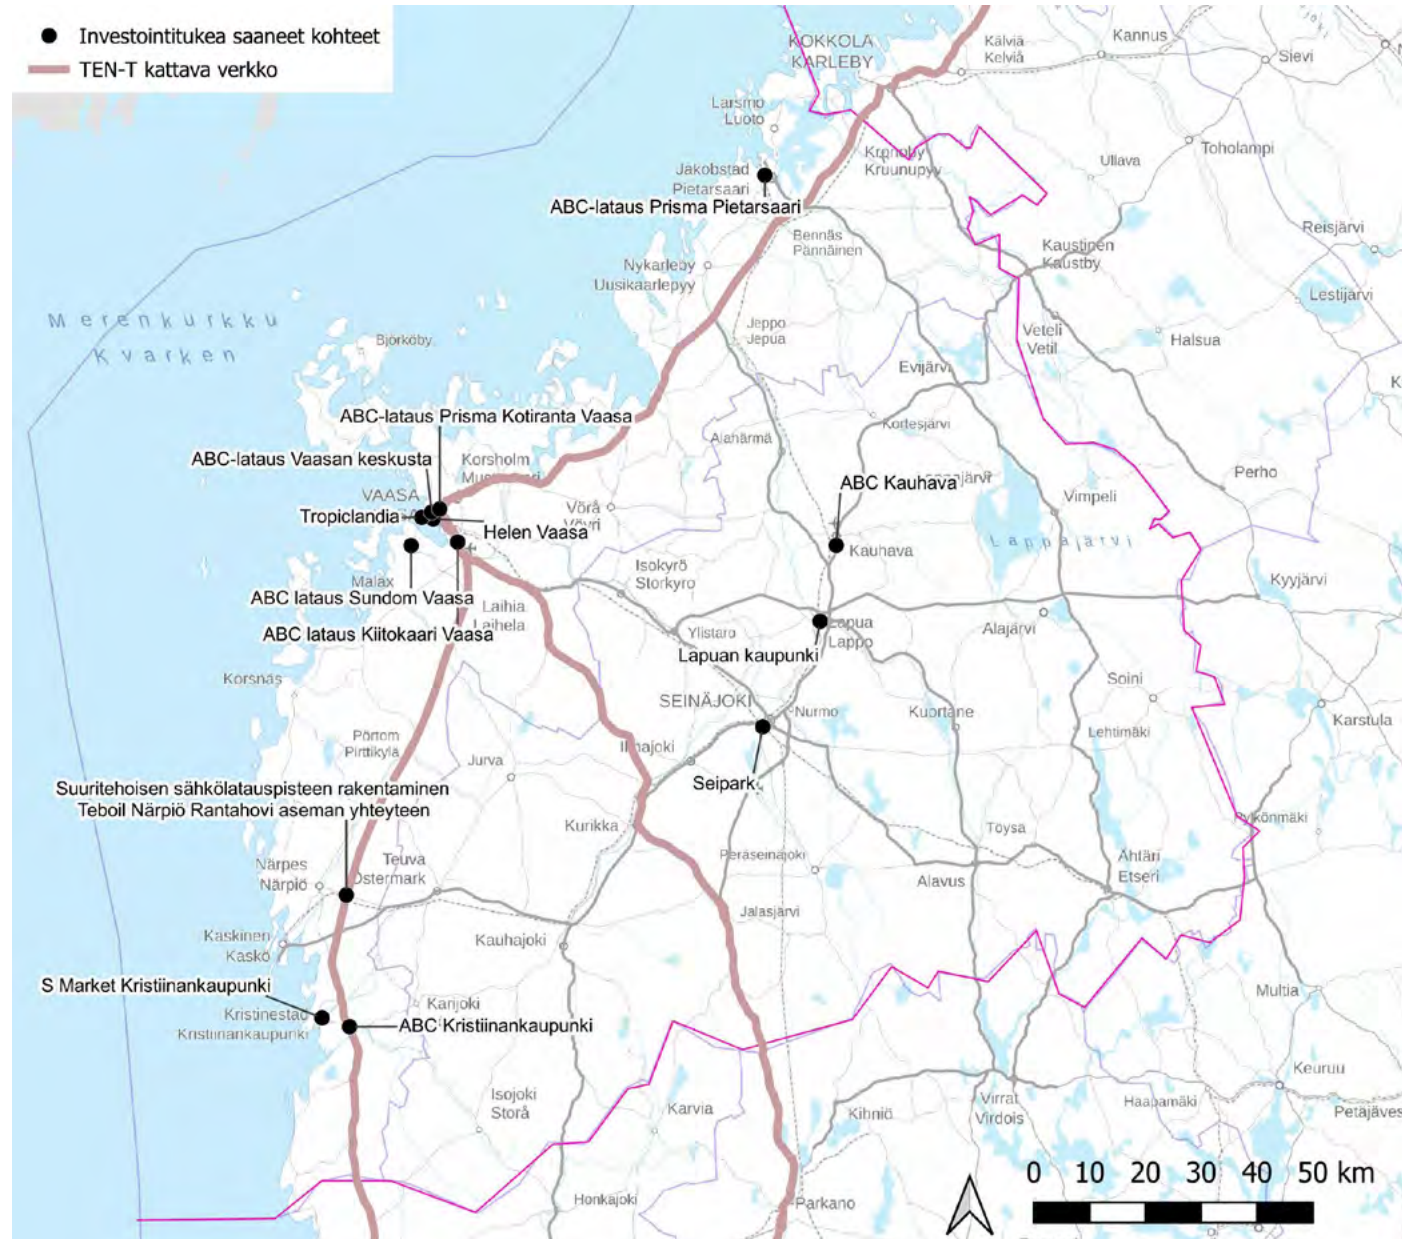 Investointitukea saaneet kohteet
TEN-T kattava verkko
KOKKOLA
KARLEBY
Kälviä
Kelviå
Kannus
Sievi
Larsmo
Luoto
Toholampi
Ullava
Kronoby
Kruunupyy
Jakobstad
Pietarsaari
ABC-lataus Prisma Pietarsaari
Bennäs
Pännäinen
Kaustinen
Kaustby
Reisjärvi
Nykarleby
Uusikaarlepyy
Lestijärvi
Merenkurkku
Kvarken
Jeppo
Jepua
Veteli
Vetil
Halsua
Björköby
Evijärvi
ABC-lataus Prisma Kotiranta Vaasa
Kortesjärvi
Alahärmä
ABC-lataus Vaasan keskusta
Korsholm
ABC Kauhava
Perho
Vimpeli
VAASA
Tropiclandia
Helen Vaasa
Vörå
Vöyri
Lappajärvi
Kauhava
Isokyrö
Storkyro
Kyyjärvi
Malax
ABC lataus Sundom Vaasa
Laihia
Laihela
ABC lataus Kiitokaari Vaasa
Ylistaro
Lapua
Lappo
Alajärvi
Lapuan kaupunki
Korsnäs
Soini
SEINÄJOKI
Nurmo
Kuortane
Karstula
Lehtimäki
Pörtom
Pirttikylä
Ilmajoki
Jurva
Seipark
Suuritehoisen sähkölatauspisteen rakentaminen
Teboil Närpiö Rantahovi aseman yhteyteen
Kurikka
Töysä
Närpes
Närpiö
Teuva
Östermark
Peräseinäjoki
Alavus
Ähtäri
Etseri
Jalasjärvi
Kaskinen
Kaskö
Kauhajoki
S Market Kristiinankaupunki
Multia
Kristinestad
Kristiinankaupunki
Karijoki
ABC Kristiinankaupunki
Keuruu
Isojoki
Storå
Karvia
Kihniö
Virrat
Virdois
Haapamäki
Petäjäves
0 10 20 30 40 50 km
Honkajoki
Parkano